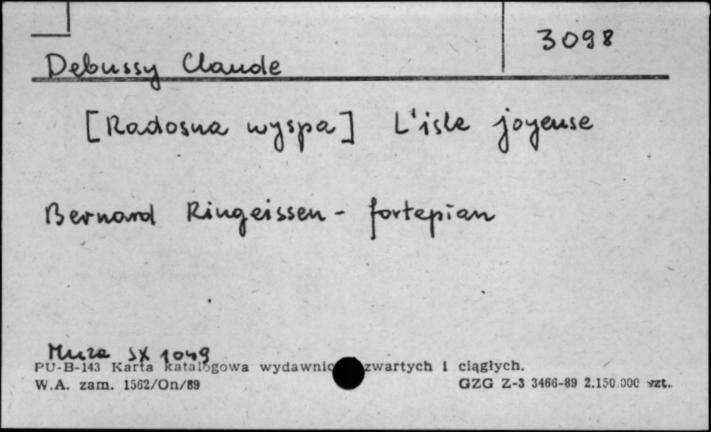 3098
Debussy Claude
[Radosna wyspa] L'isle joyeuse
Bernard Ringeissen - fortepian
Muza SX 1049
PU-B-143 Karta katalogowa wydawnic zwartych i ciągłych.
W.A. zam. 1562/On/89 GZG Z-3 3466-89 2.150.000 szt.